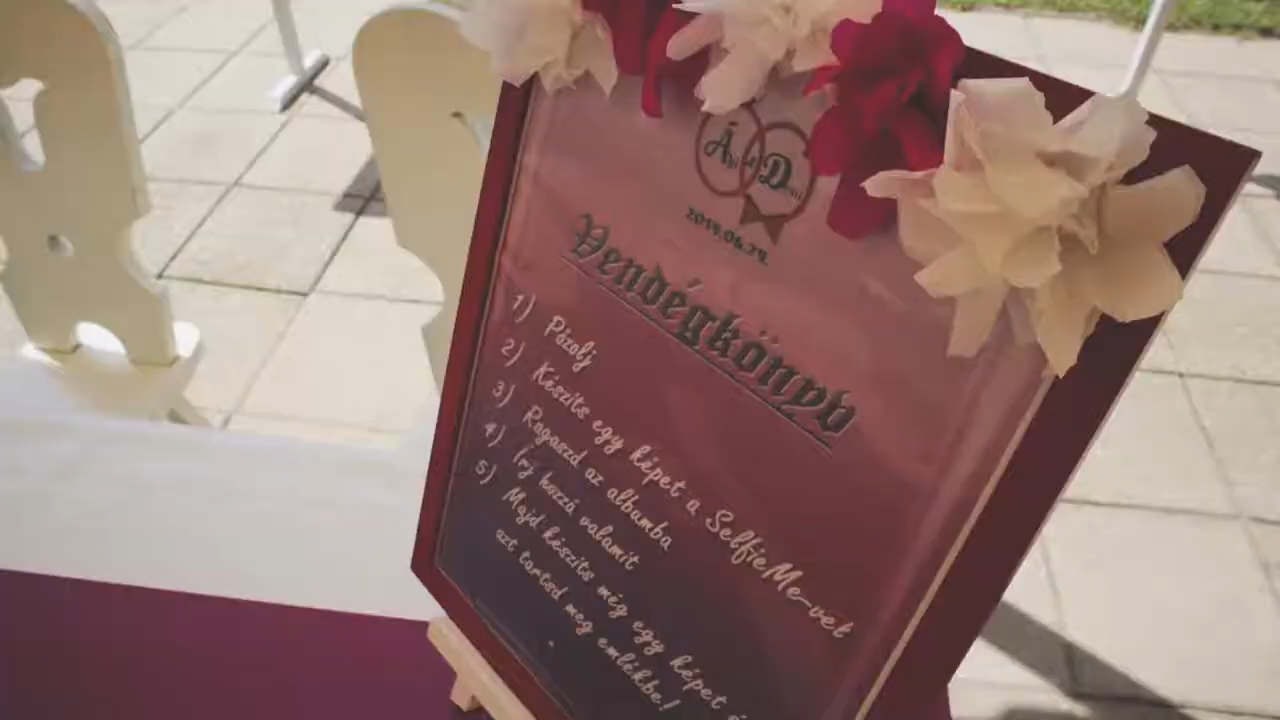 Á D
2019.06.29.
Vendégkönyv
1) Pózolj
2) Készíts egy képet a SelfieMe-vel
3) Ragaszd az albumba
4) Írj hozzá valamit
5) Majd készíts még egy képet és
azt tartsd meg emlékbe!